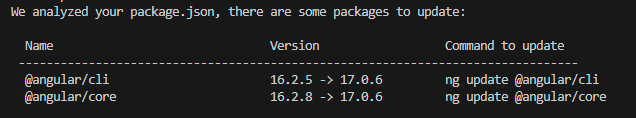 We analyzed your package.json, there are some packages to update:
Name Version Command to update
--------------------------------------------------------------------------------
@angular/cli 16.2.5 -> 17.0.6 ng update @angular/cli
@angular/core 16.2.8 -> 17.0.6 ng update @angular/core